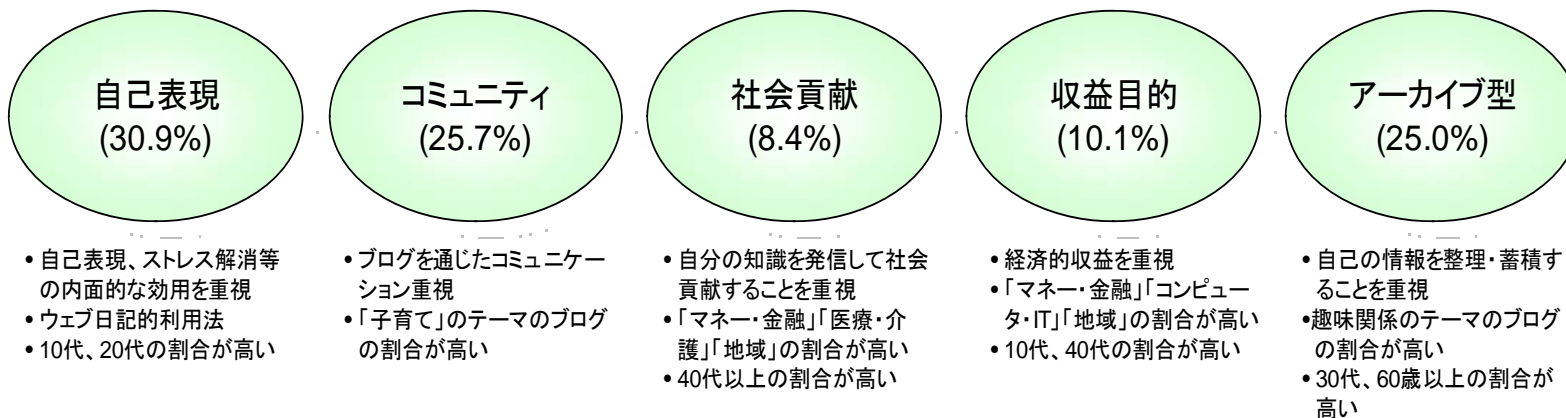 自己表現
(30.9%)
コミュニティ
(25.7%)
社会貢献
(8.4%)
収益目的
(10.1%)
アーカイブ型
(25.0%)
• 自己表現、ストレス解消等
の内面的な効用を重視
• ウェブ日記的利用法
• 10代、20代の割合が高い
• ブログを通じたコミュニケー
ション重視
• 「子育て」のテーマのブログ
の割合が高い
• 自分の知識を発信して社会
貢献することを重視
• 「マネー・金融」「医療・介
護」「地域」の割合が高い
• 40代以上の割合が高い
• 経済的収益を重視
• 「マネー・金融」「コンピュー
タ・IT」「地域」の割合が高い
• 10代、40代の割合が高い
• 自己の情報を整理・蓄積す
ることを重視
•趣味関係のテーマのブログ
の割合が高い
• 30代、60歳以上の割合が
高い